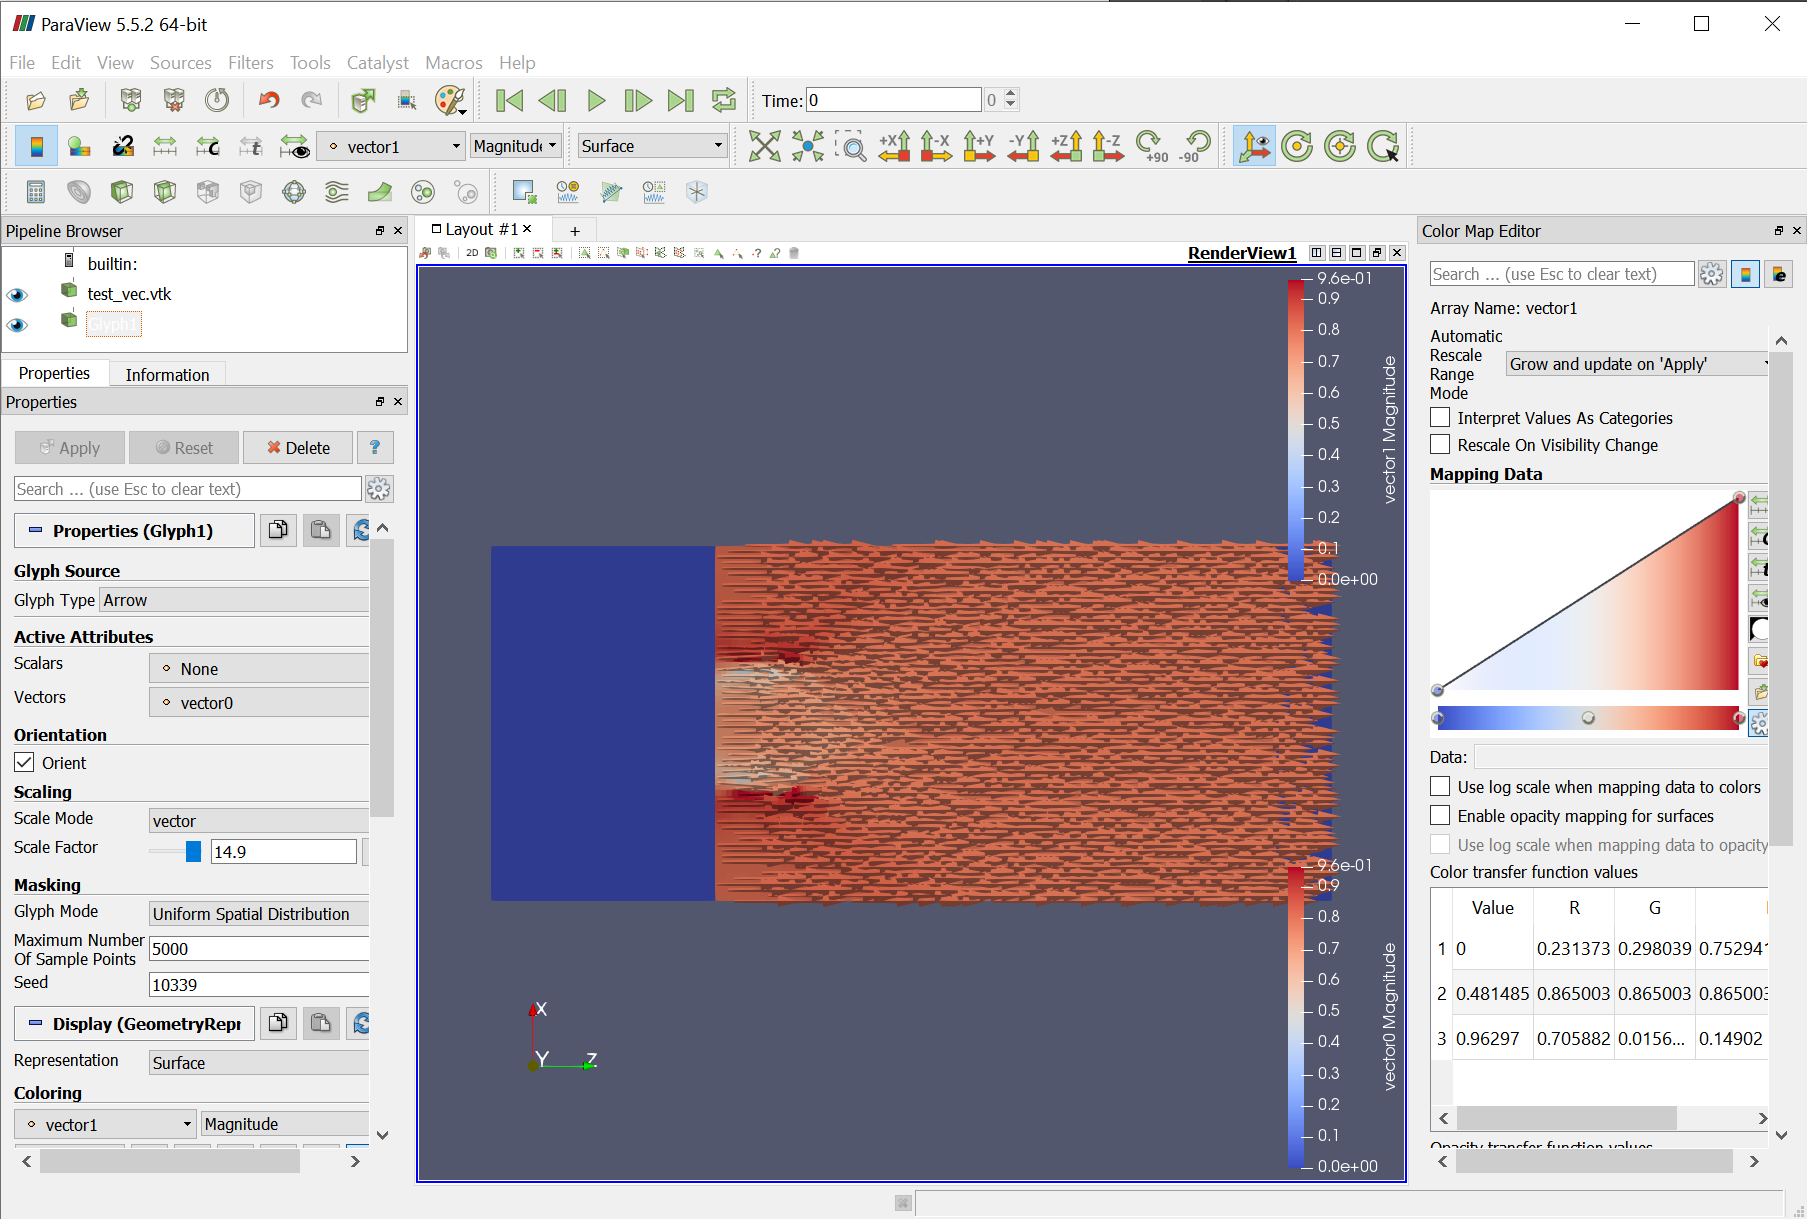 ParaView 5.5.2 64-bit
File Edit View Sources Filters Tools Catalyst Macros Help
Time: 0 0
vector1 Magnitude Surface +X -X +Y -Y +Z -Z +90 -90
Pipeline Browser
builtin:
test_vec.vtk
Glyph1
Properties Information
Properties
Apply Reset Delete ?
Search ... (use Esc to clear text)
Properties (Glyph1)
Glyph Source
Glyph Type Arrow
Active Attributes
Scalars None
Vectors vector0
Orientation
Orient
Scaling
Scale Mode vector
Scale Factor 14.9
Masking
Glyph Mode Uniform Spatial Distribution
Maximum Number
Of Sample Points 5000
Seed 10339
Display (GeometryRepr
Representation Surface
Coloring
vector1 Magnitude
Layout #1 +
2D RenderView1
9.6e-01
0.9
0.8
0.7
0.6
0.5
0.4
0.3
0.2
0.1
0.0e+00
vector1 Magnitude
9.6e-01
0.9
0.8
0.7
0.6
0.5
0.4
0.3
0.2
0.1
0.0e+00
vector0 Magnitude
X
Y Z
Color Map Editor
Search ... (use Esc to clear text)
Array Name: vector1
Automatic
Rescale
Range
Mode
Grow and update on 'Apply'
Interpret Values As Categories
Rescale On Visibility Change
Mapping Data
Data:
Use log scale when mapping data to colors
Enable opacity mapping for surfaces
Use log scale when mapping data to opacity
Color transfer function values
Value R G
1 0 0.231373 0.298039 0.752941
2 0.481485 0.865003 0.865003 0.865003
3 0.96297 0.705882 0.0156... 0.14902
Opacity transfer function values